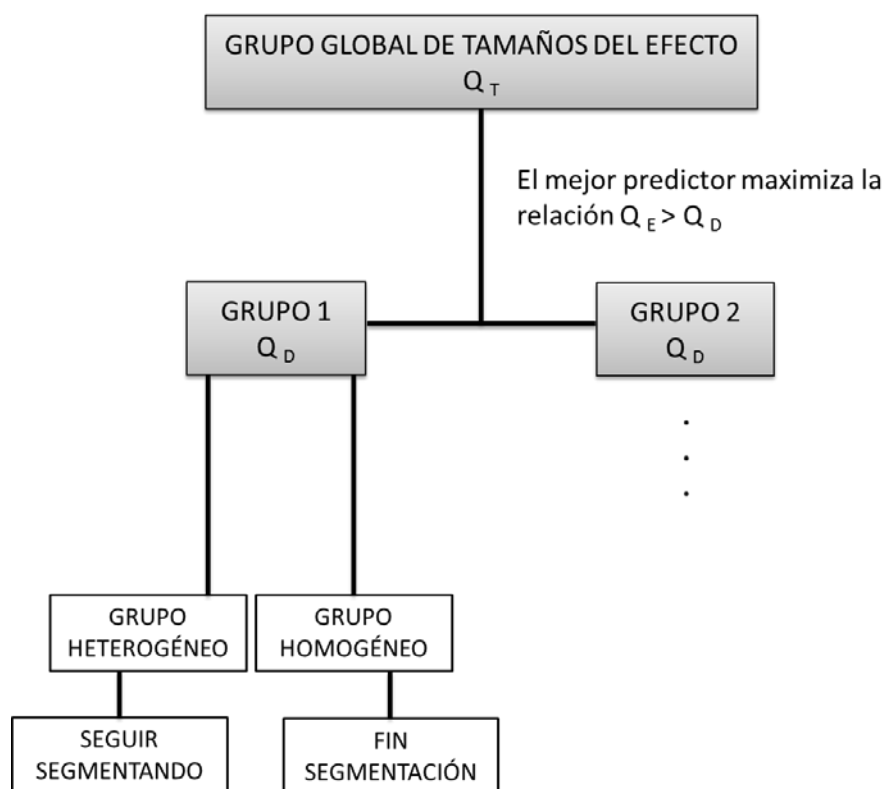 GRUPO GLOBAL DE TAMAÑOS DEL EFECTO
Q T
El mejor predictor maximiza la
relación Q E > Q D
GRUPO 1
Q D
GRUPO 2
Q D
.
.
.
GRUPO
HETEROGÉNEO
GRUPO
HOMOGÉNEO
SEGUIR
SEGMENTANDO
FIN
SEGMENTACIÓN